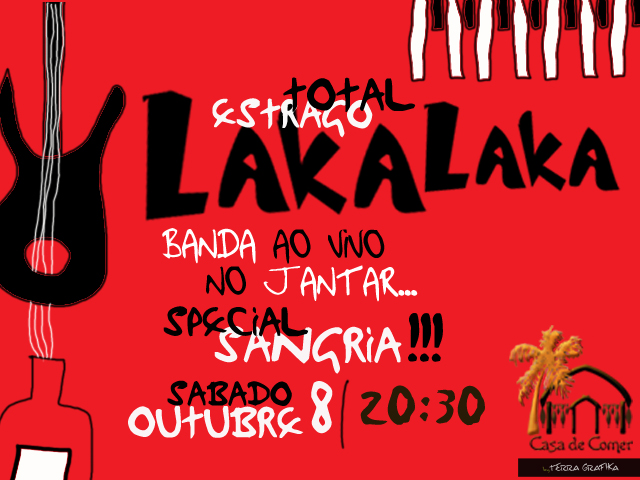 TOTAL
ESTRAGO
LAKALAKA
BANDA AO VIVO
NO JANTAR...
SPECIAL
SANGRIA!!!
SABADO
OUTUBRE 8 | 20:30
Casa de Comer
TERRA GRAFIKA